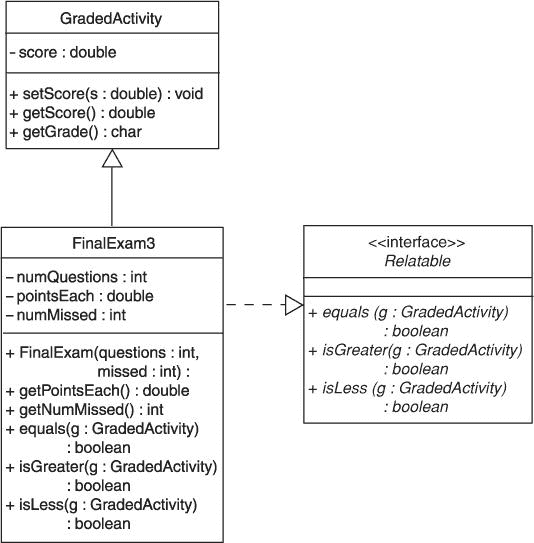 GradedActivity
– score : double
+ setScore(s : double) : void
+ getScore() : double
+ getGrade() : char
FinalExam3
– numQuestions : int
– pointsEach : double
– numMissed : int
+ FinalExam(questions : int,
missed : int) :
+ getPointsEach() : double
+ getNumMissed() : int
+ equals(g : GradedActivity)
: boolean
+ isGreater(g : GradedActivity)
: boolean
+ isLess(g : GradedActivity)
: boolean
<<interface>>
Relatable
+ equals (g : GradedActivity)
: boolean
+ isGreater(g : GradedActivity)
: boolean
+ isLess (g : GradedActivity)
: boolean